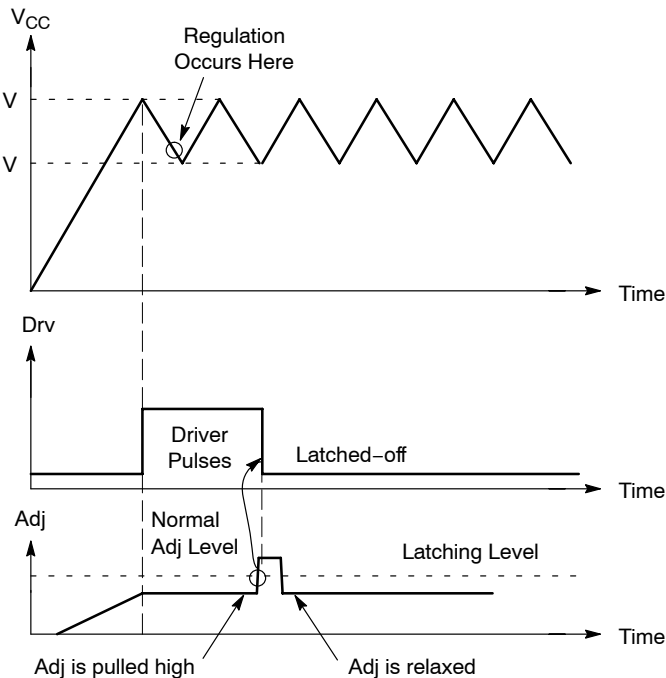 V_CC
Regulation
Occurs Here
V
V
Time
Drv
Driver
Pulses
Latched−off
Time
Adj
Normal
Adj Level
Latching Level
Time
Adj is pulled high
Adj is relaxed